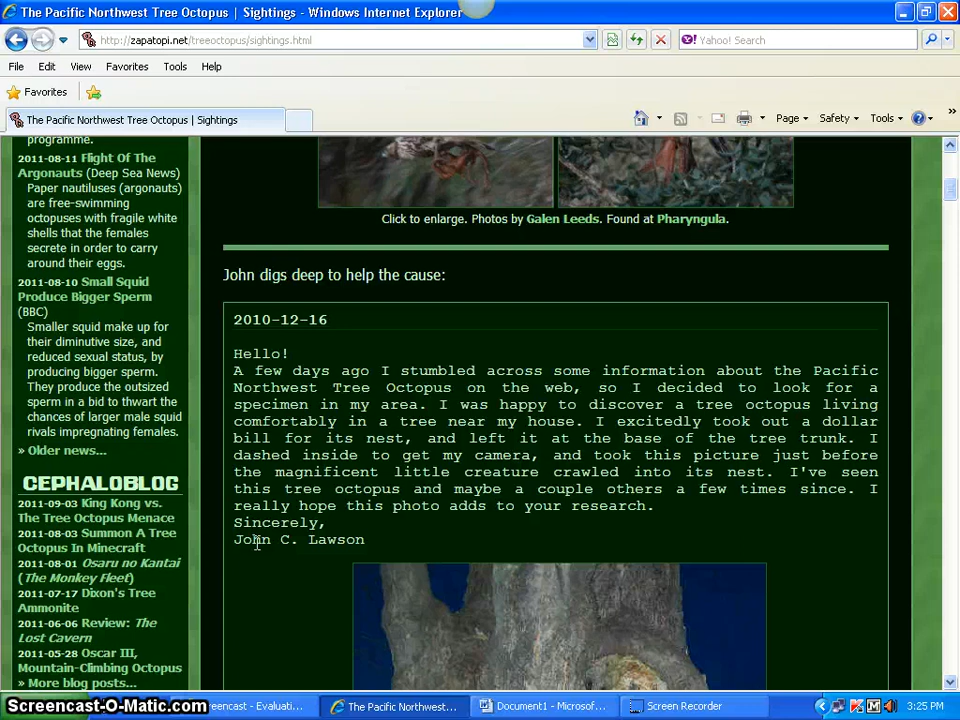 The Pacific Northwest Tree Octopus | Sightings - Windows Internet Explorer
http://zapatopi.net/treeoctopus/sightings.html
Yahoo! Search
File Edit View Favorites Tools Help
Favorites
The Pacific Northwest Tree Octopus | Sightings
Page Safety Tools
programme.
2011-08-11 Flight Of The
Argonauts (Deep Sea News)
Paper nautiluses (argonauts)
are free-swimming
octopuses with fragile white
shells that the females
secrete in order to carry
around their eggs.
2011-08-10 Small Squid
Produce Bigger Sperm
(BBC)
Smaller squid make up for
their diminutive size, and
reduced sexual status, by
producing bigger sperm.
They produce the outsized
sperm in a bid to thwart the
chances of larger male squid
rivals impregnating females.
» Older news...
CEPHALOBLOG
2011-09-03 King Kong vs.
The Tree Octopus Menace
2011-08-03 Summon A Tree
Octopus In Minecraft
2011-08-01 Osaru no Kantai
(The Monkey Fleet)
2011-07-17 Dixon's Tree
Ammonite
2011-06-06 Review: The
Lost Cavern
2011-05-28 Oscar III,
Mountain-Climbing Octopus
» More blog posts...
Click to enlarge. Photos by Galen Leeds. Found at Pharyngula.
John digs deep to help the cause:
2010-12-16
Hello!
A few days ago I stumbled across some information about the Pacific
Northwest Tree Octopus on the web, so I decided to look for a
specimen in my area. I was happy to discover a tree octopus living
comfortably in a tree near my house. I excitedly took out a dollar
bill for its nest, and left it at the base of the tree trunk. I
dashed inside to get my camera, and took this picture just before
the magnificent little creature crawled into its nest. I've seen
this tree octopus and maybe a couple others a few times since. I
really hope this photo adds to your research.
Sincerely,
John C. Lawson
Screencast-O-Matic.com
reencast - Evaluati...
The Pacific Northwest...
Document1 - Microsof...
Screen Recorder
3:25 PM